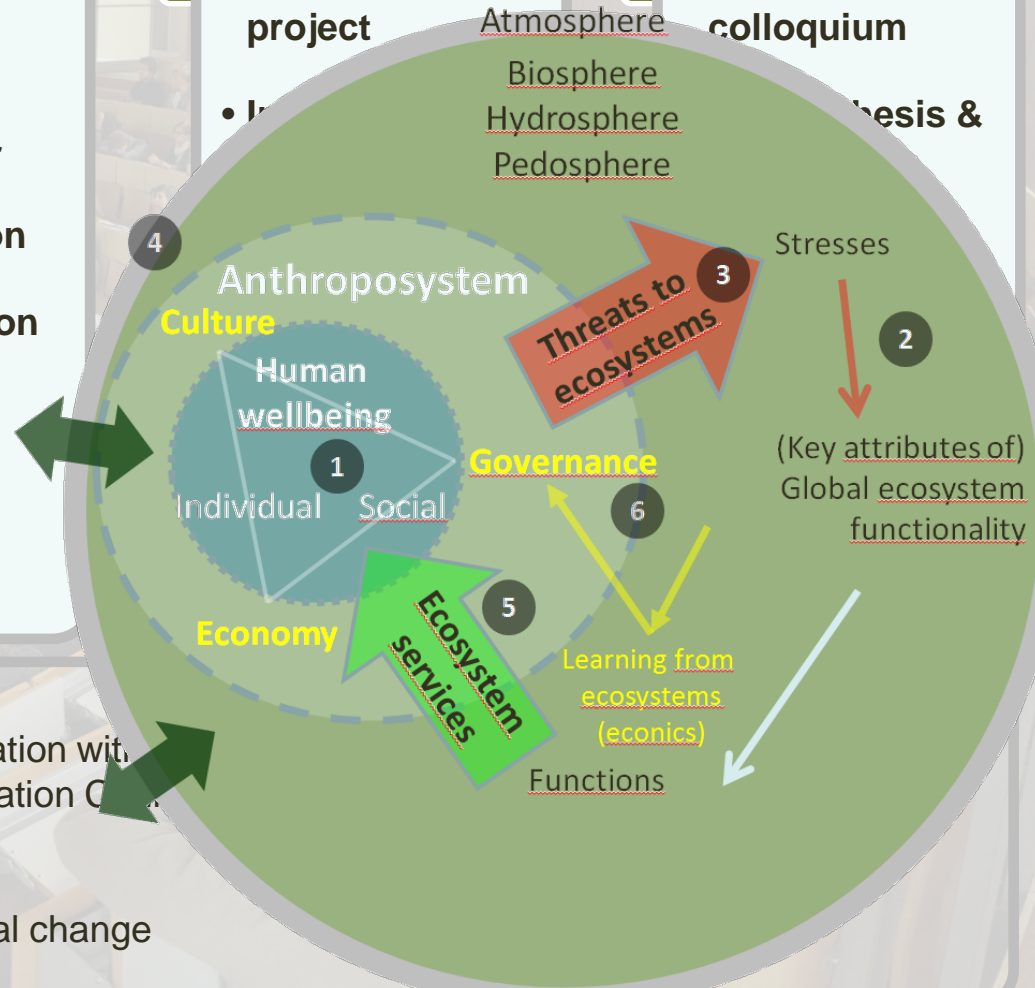 project
Atmosphere
colloquium
Biosphere
•
Hydrosphere
esis &
Pedosphere
on
4
Stresses
Anthroposystem
3
Threats to
ecosystems
Culture
on
2
Human
wellbeing
1
Governance
(Key attributes of)
Global ecosystem
functionality
Individual Social
6
5
Ecosystem
services
Economy
Learning from
ecosystems
(econics)
Functions
ation wit
ation C
al change